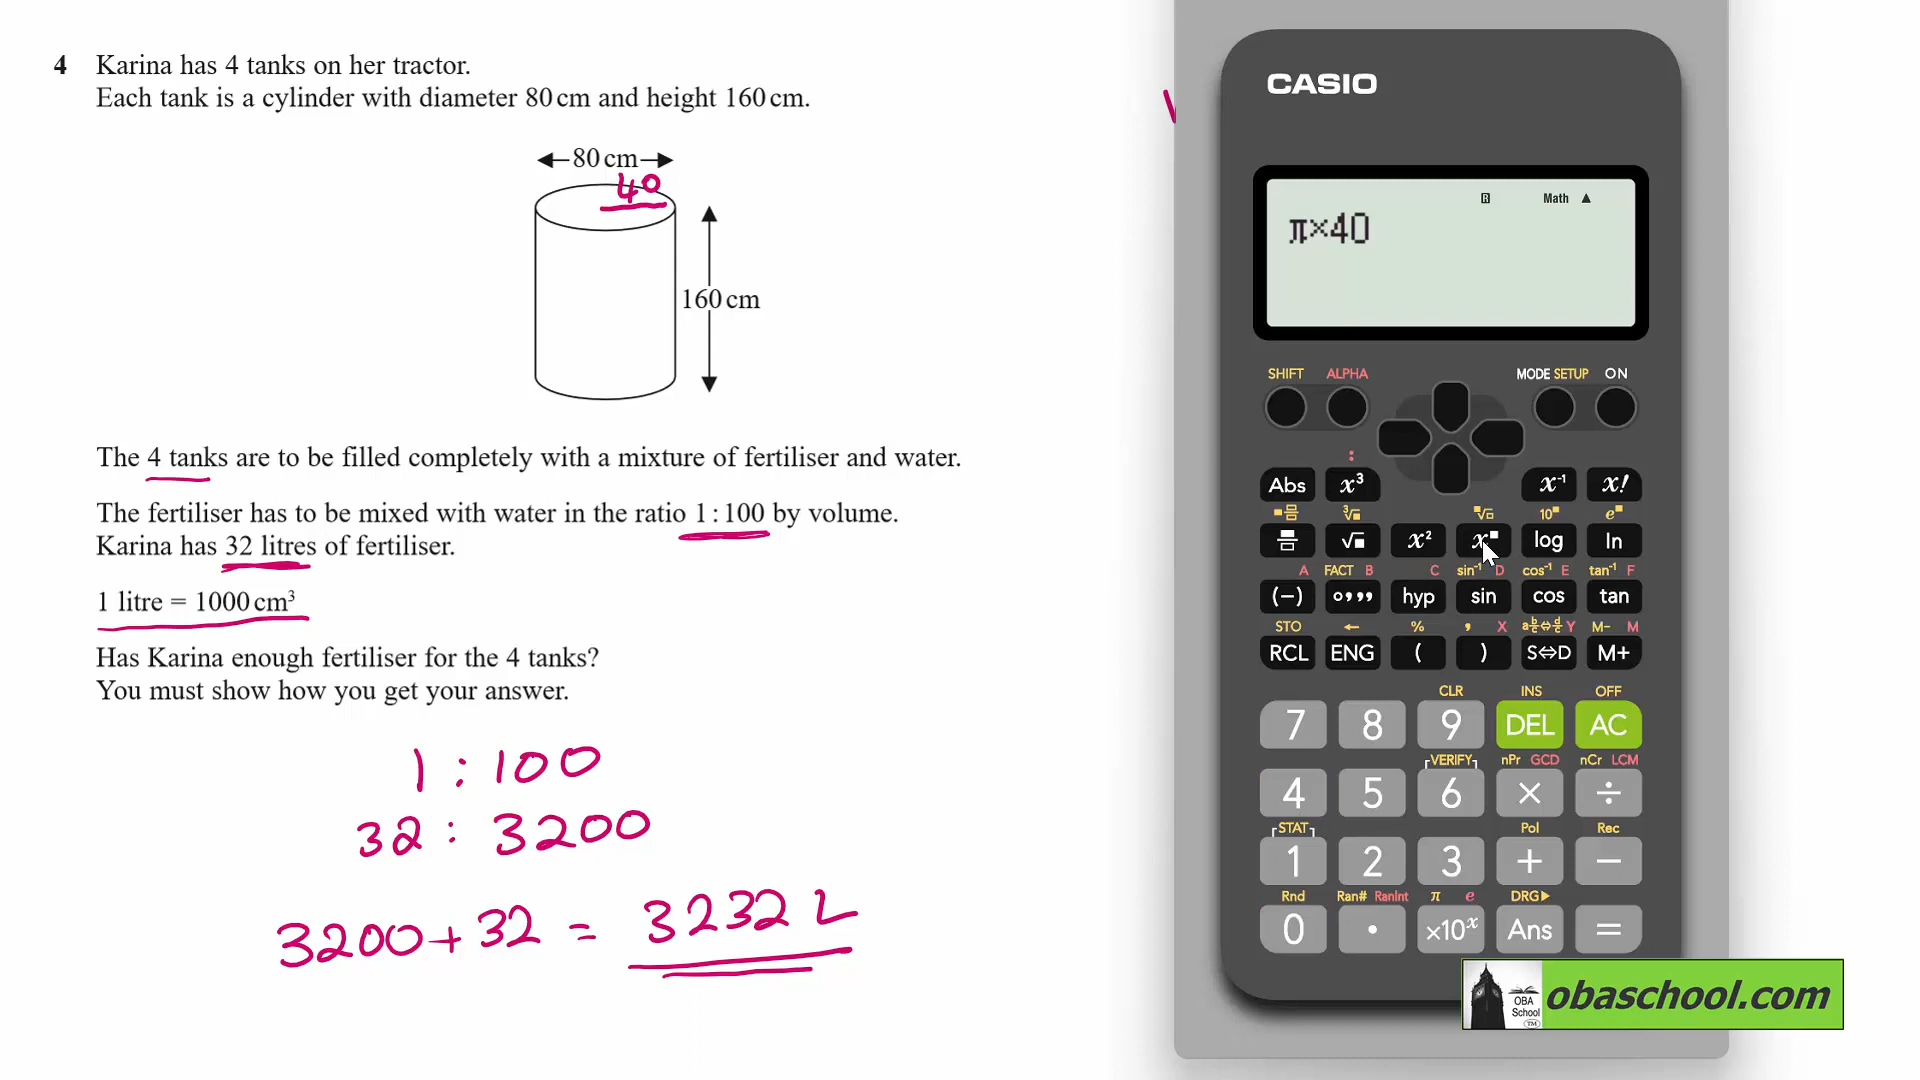 4 Karina has 4 tanks on her tractor.
Each tank is a cylinder with diameter 80 cm and height 160 cm.
80 cm
40
160 cm
The 4 tanks are to be filled completely with a mixture of fertiliser and water.
The fertiliser has to be mixed with water in the ratio 1 : 100 by volume.
Karina has 32 litres of fertiliser.
1 litre = 1000 cm³
Has Karina enough fertiliser for the 4 tanks?
You must show how you get your answer.
1 : 100
32 : 3200
3200 + 32 = 3232 L
CASIO
R Math ▲
π×40
SHIFT ALPHA MODE SETUP ON
:
Abs x³ x⁻¹ x!
■⌹ ³√■ ■√□ 10■ e■
√■ x² x■ log ln
A FACT B C sin⁻¹ D cos⁻¹ E tan⁻¹ F
(−) o,,, hyp sin cos tan
STO ← % , X a b/c⇔d/c Y M− M
RCL ENG ( ) S⇔D M+
CLR INS OFF
7 8 9 DEL AC
VERIFY nPr GCD nCr LCM
4 5 6 × ÷
STAT Pol Rec
1 2 3 + −
Rnd Ran# RanInt π e DRG▶
0 • ×10ˣ Ans =
OBA School TM
obaschool.com